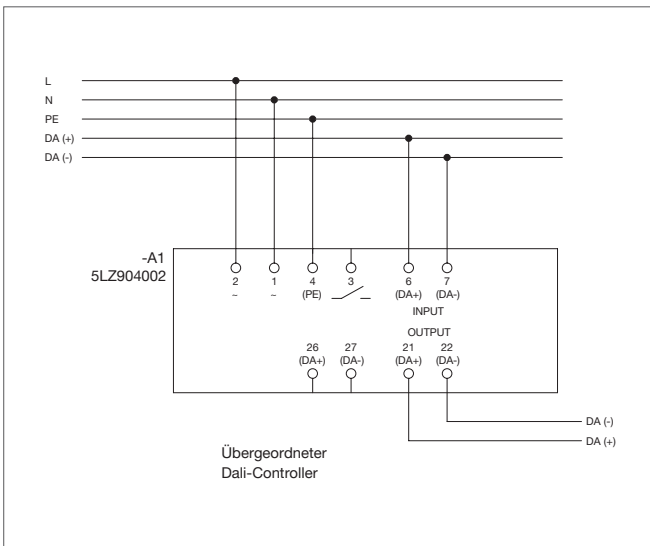 L
N
PE
DA (+)
DA (-)
-A1
5LZ904002
2 1 4 3 6 7
~ ~ (PE) (DA+) (DA-)
INPUT
OUTPUT
26 27 21 22
(DA+) (DA-) (DA+) (DA-)
DA (-)
DA (+)
Übergeordneter
Dali-Controller